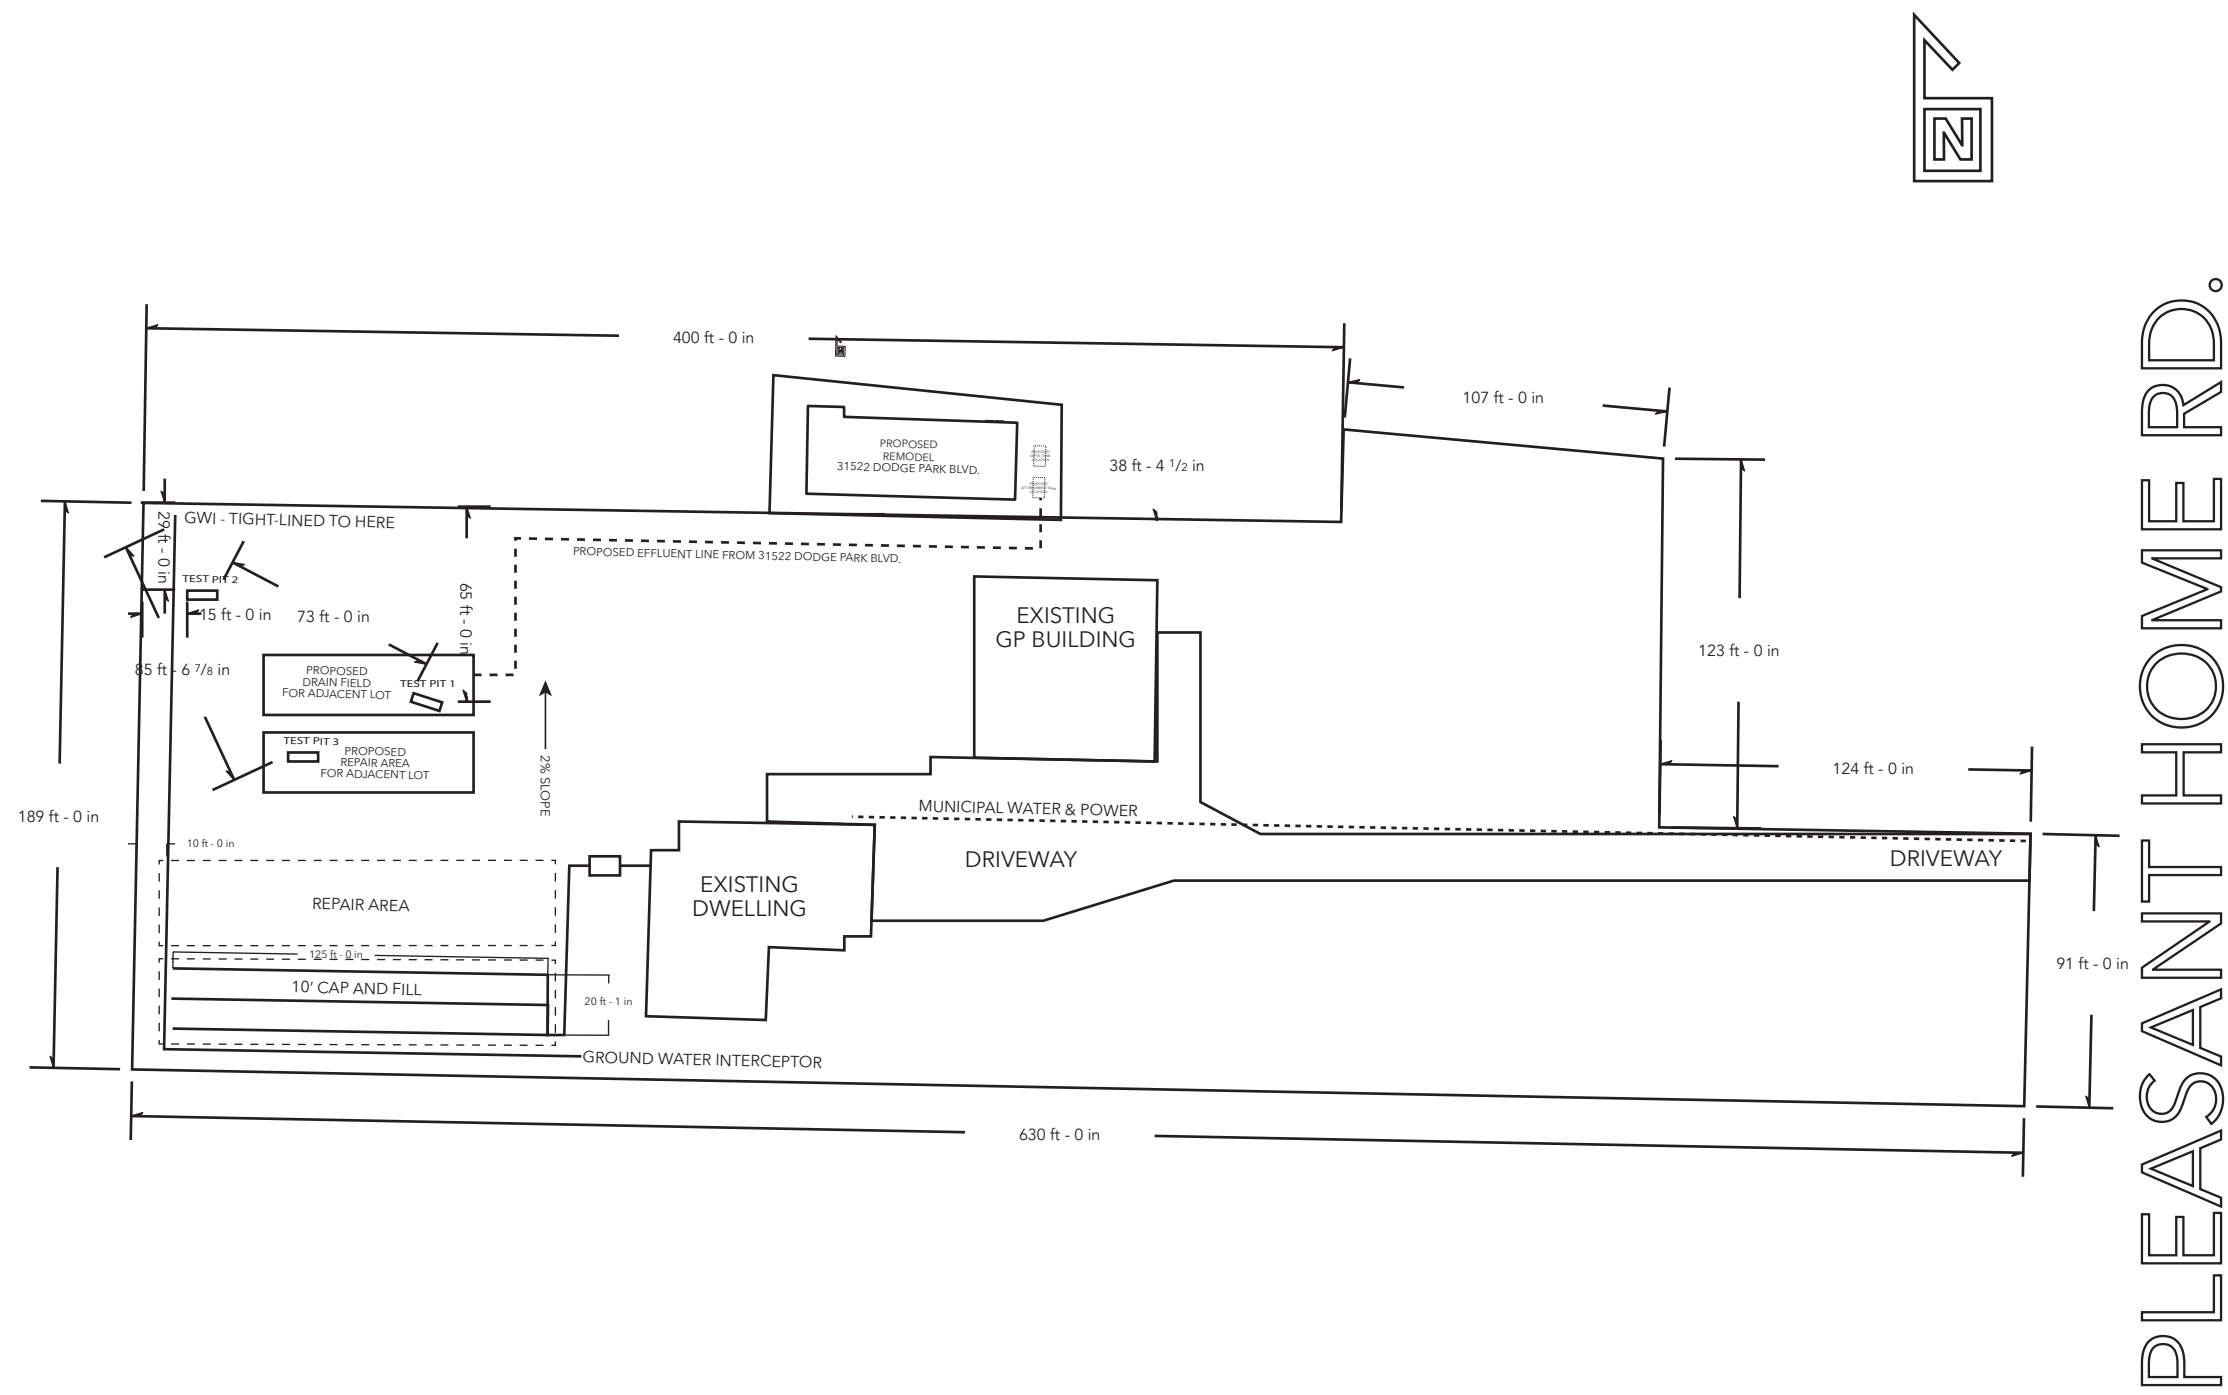 N
PLEASANT HOME RD.
400 ft - 0 in
107 ft - 0 in
PROPOSED
REMODEL
31522 DODGE PARK BLVD.
38 ft - 4 1/2 in
GWI - TIGHT-LINED TO HERE
29 ft - 0 in
PROPOSED EFFLUENT LINE FROM 31522 DODGE PARK BLVD.
TEST PIT 2
15 ft - 0 in
73 ft - 0 in
65 ft - 0 in
EXISTING
GP BUILDING
123 ft - 0 in
85 ft - 6 7/8 in
PROPOSED
DRAIN FIELD
FOR ADJACENT LOT
TEST PIT 1
TEST PIT 3
PROPOSED
REPAIR AREA
FOR ADJACENT LOT
2% SLOPE
124 ft - 0 in
189 ft - 0 in
MUNICIPAL WATER & POWER
10 ft - 0 in
DRIVEWAY
DRIVEWAY
REPAIR AREA
EXISTING
DWELLING
125 ft - 0 in
10' CAP AND FILL
20 ft - 1 in
91 ft - 0 in
GROUND WATER INTERCEPTOR
630 ft - 0 in